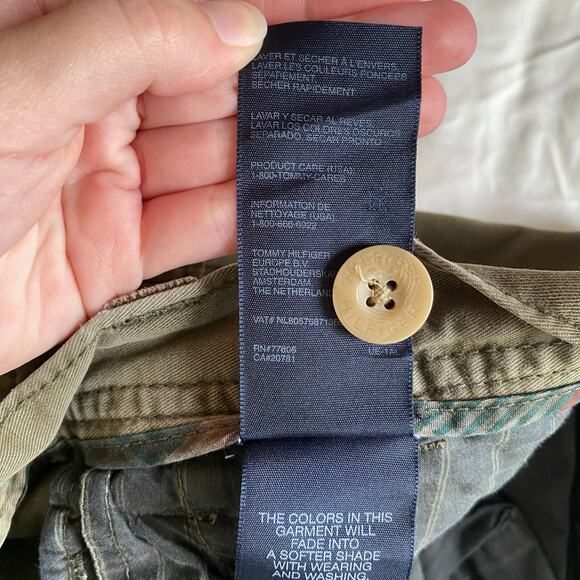 LAVER ET SÉCHER À L'ENVERS.
LAVER LES COULEURS FONCÉES
SÉPARÉMENT
SÉCHER RAPIDEMENT
LAVAR Y SECAR AL REVÉS,
LAVAR LOS COLORES OSCUROS
SEPARADO, SECAR PRONTO
PRODUCT CARE (USA):
1-800-TOMMY-CARES
INFORMATION DE
NETTOYAGE (USA)
1-800-866-6922
TOMMY HILFIGER
EUROPE B.V.
AMSTERDAM
THE
VAT#
RN#77806
CA#20781
HILFIGER
THE COLORS IN THIS
GARMENT WILL
FADE INTO
A SOFTER SHADE
WITH WEARING
AND WASHING.